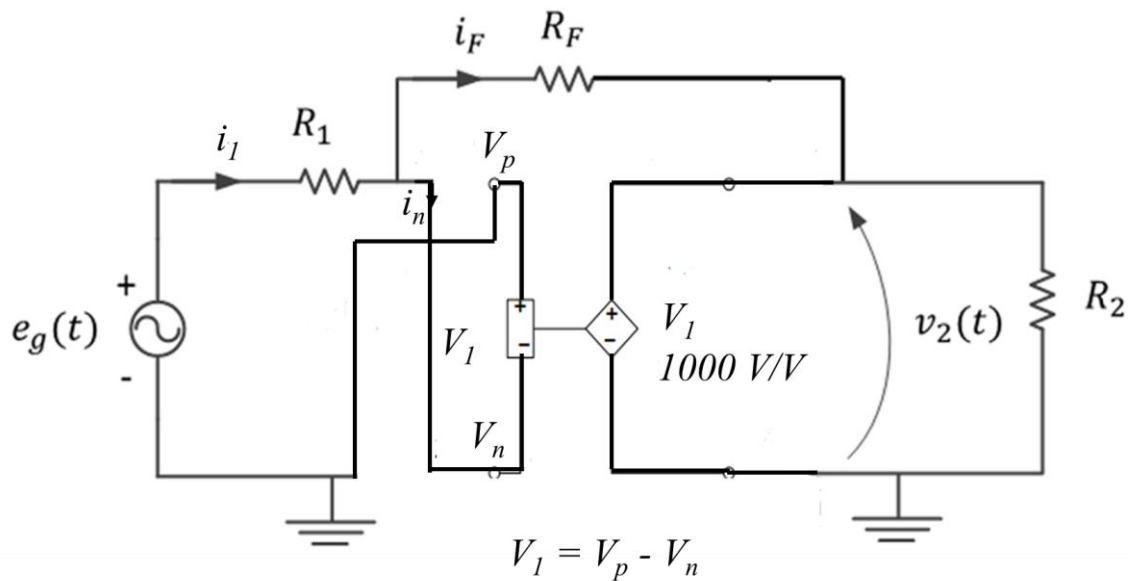 i_F R_F
i_1 R_1 V_p
i_n
+ + +
e_g(t) V_1 - - V_1 v_2(t) R_2
- 1000 V/V
V_n
V_1 = V_p - V_n